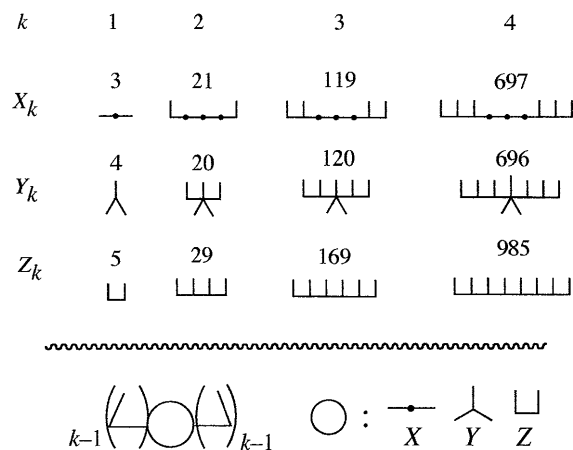 k 1 2 3 4
X_k 3 21 119 697
Y_k 4 20 120 696
Z_k 5 29 169 985
k–1 ( ) ( ) k–1 :
X Y Z